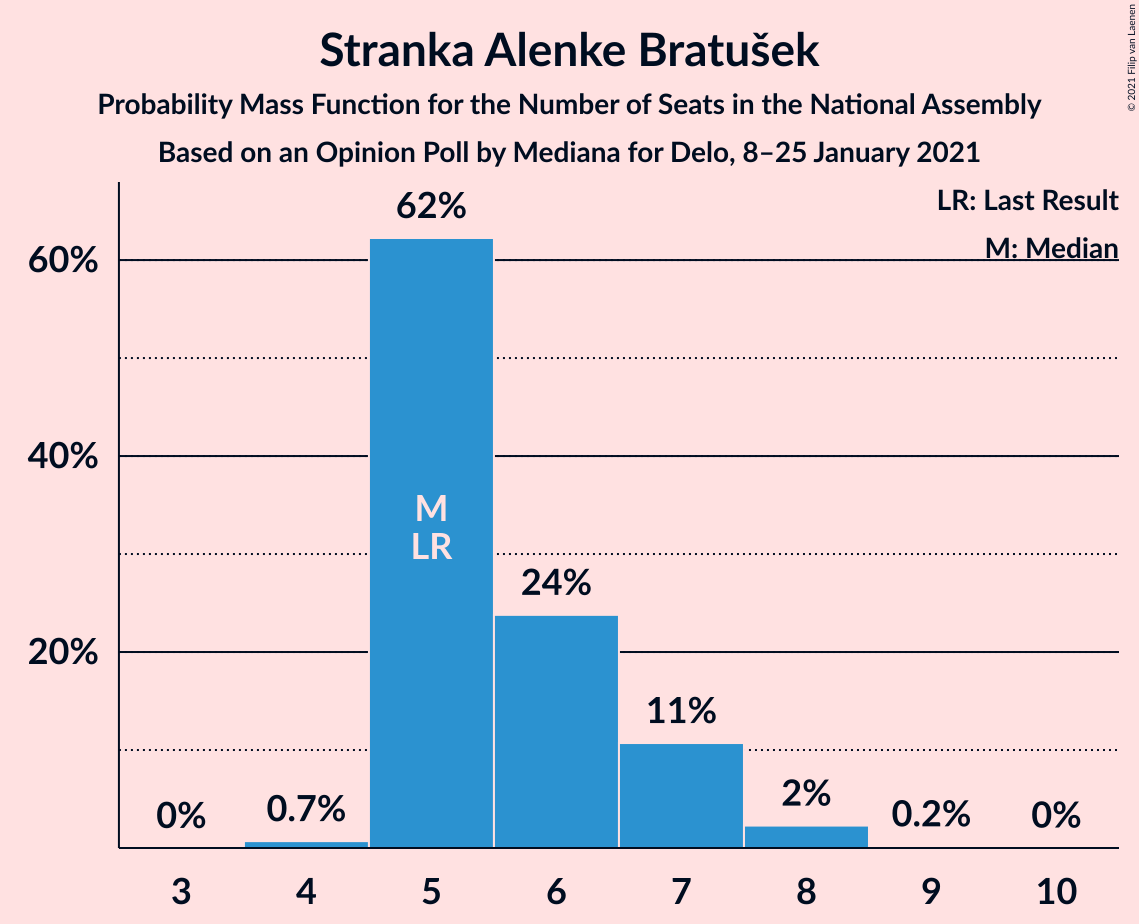 Stranka Alenke Bratušek
Probability Mass Function for the Number of Seats in the National Assembly
Based on an Opinion Poll by Mediana for Delo, 8–25 January 2021
© 2021 Filip van Laenen
LR: Last Result
M: Median
62%
60%
40%
M
LR
24%
20%
11%
0%
0.7%
2%
0.2%
0%
3 4 5 6 7 8 9 10